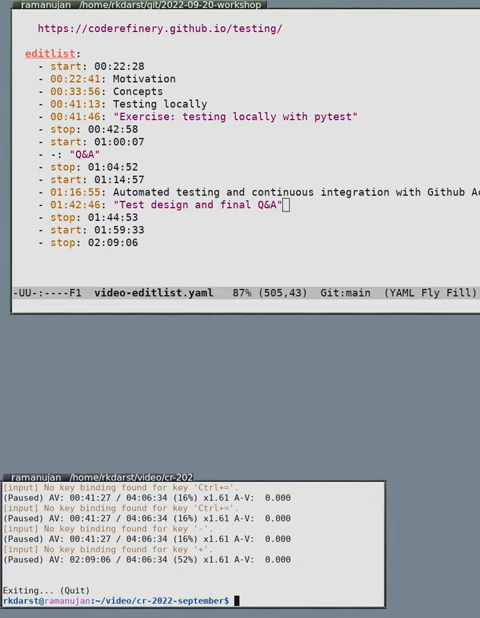 ramanujan /home/rkdarst/git/2022-09-20-workshop
https://coderefinery.github.io/testing/
editlist:
- start: 00:22:28
- 00:22:41: Motivation
- 00:33:56: Concepts
- 00:41:13: Testing locally
- 00:41:46: "Exercise: testing locally with pytest"
- stop: 00:42:58
- start: 01:00:07
- -: "Q&A"
- stop: 01:04:52
- start: 01:14:57
- 01:16:55: Automated testing and continuous integration with Github Ac
- 01:42:46: "Test design and final Q&A"
- stop: 01:44:53
- start: 01:59:33
- stop: 02:09:06
-UU-:----F1 video-editlist.yaml 87% (505,43) Git:main (YAML Fly Fill)
ramanujan /home/rkdarst/video/cr-202
[input] No key binding found for key 'Ctrl+='.
(Paused) AV: 00:41:27 / 04:06:34 (16%) x1.61 A-V: 0.000
[input] No key binding found for key 'Ctrl+='.
(Paused) AV: 00:41:27 / 04:06:34 (16%) x1.61 A-V: 0.000
[input] No key binding found for key '-'.
(Paused) AV: 00:41:27 / 04:06:34 (16%) x1.61 A-V: 0.000
[input] No key binding found for key '+'.
(Paused) AV: 02:09:06 / 04:06:34 (52%) x1.61 A-V: 0.000
Exiting... (Quit)
rkdarst@ramanujan:~/video/cr-2022-september$